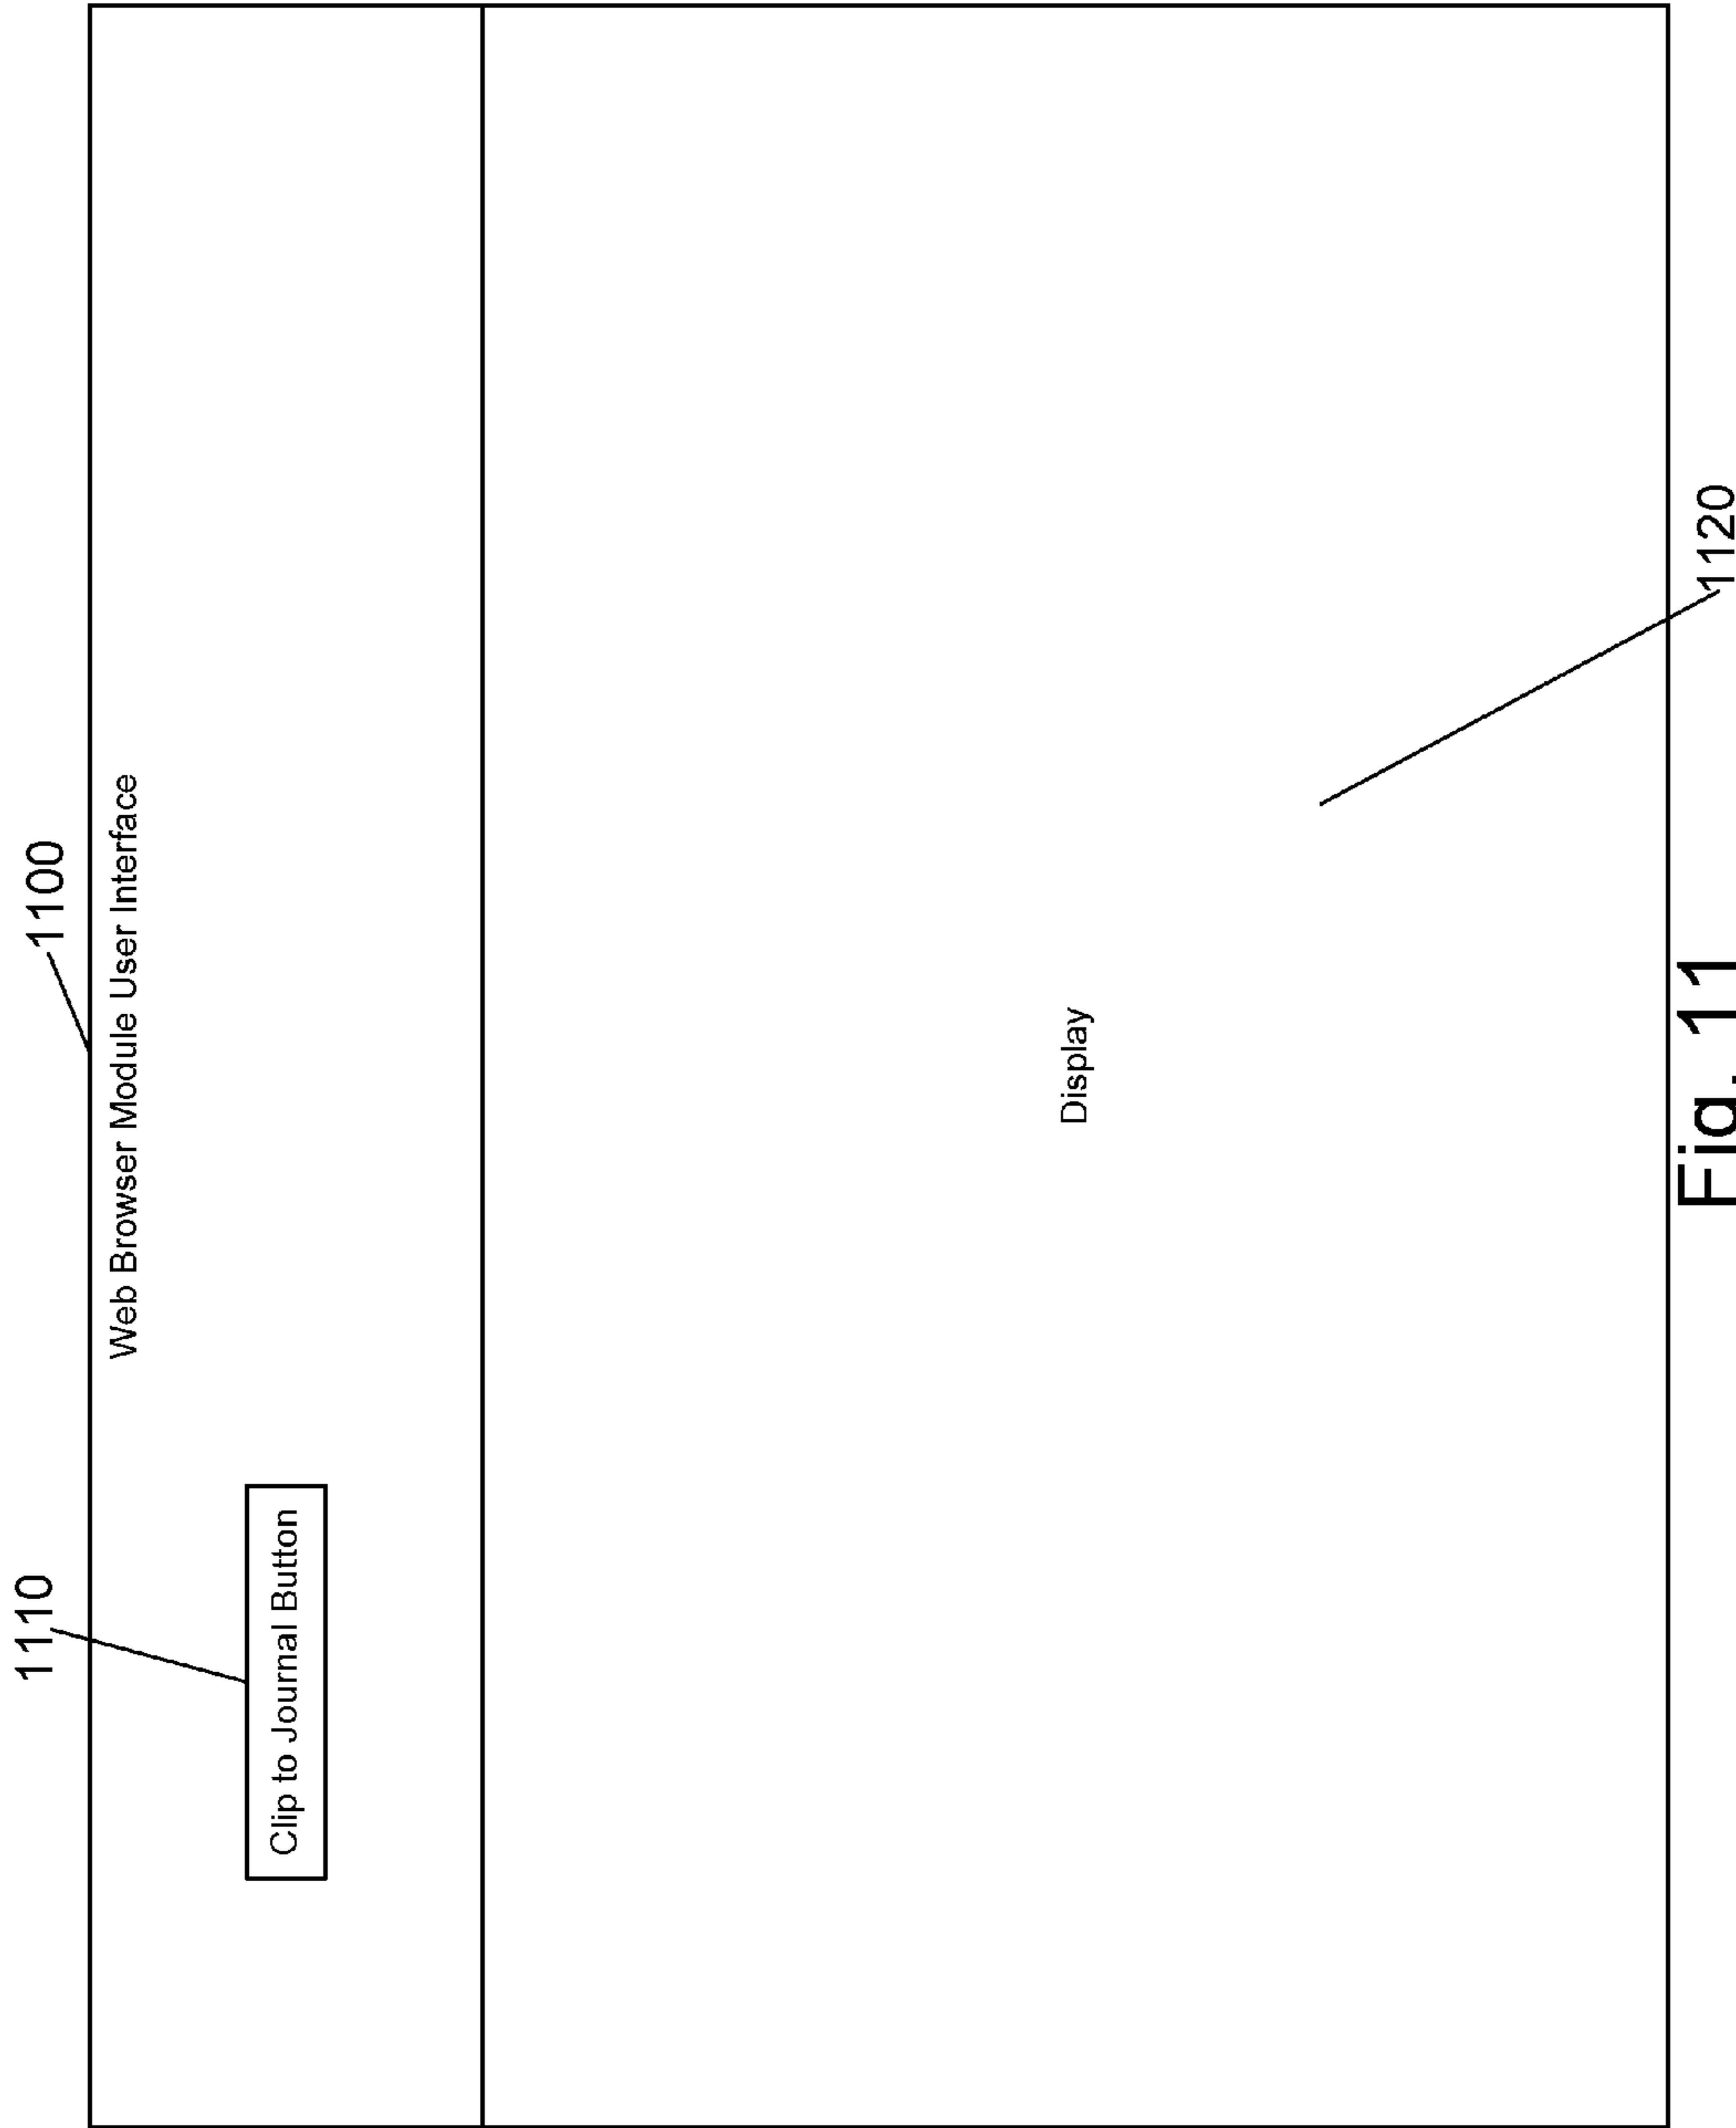 1110
1100
Web Browser Module User Interface
Clip to Journal Button
Display
1120
Fig. 11